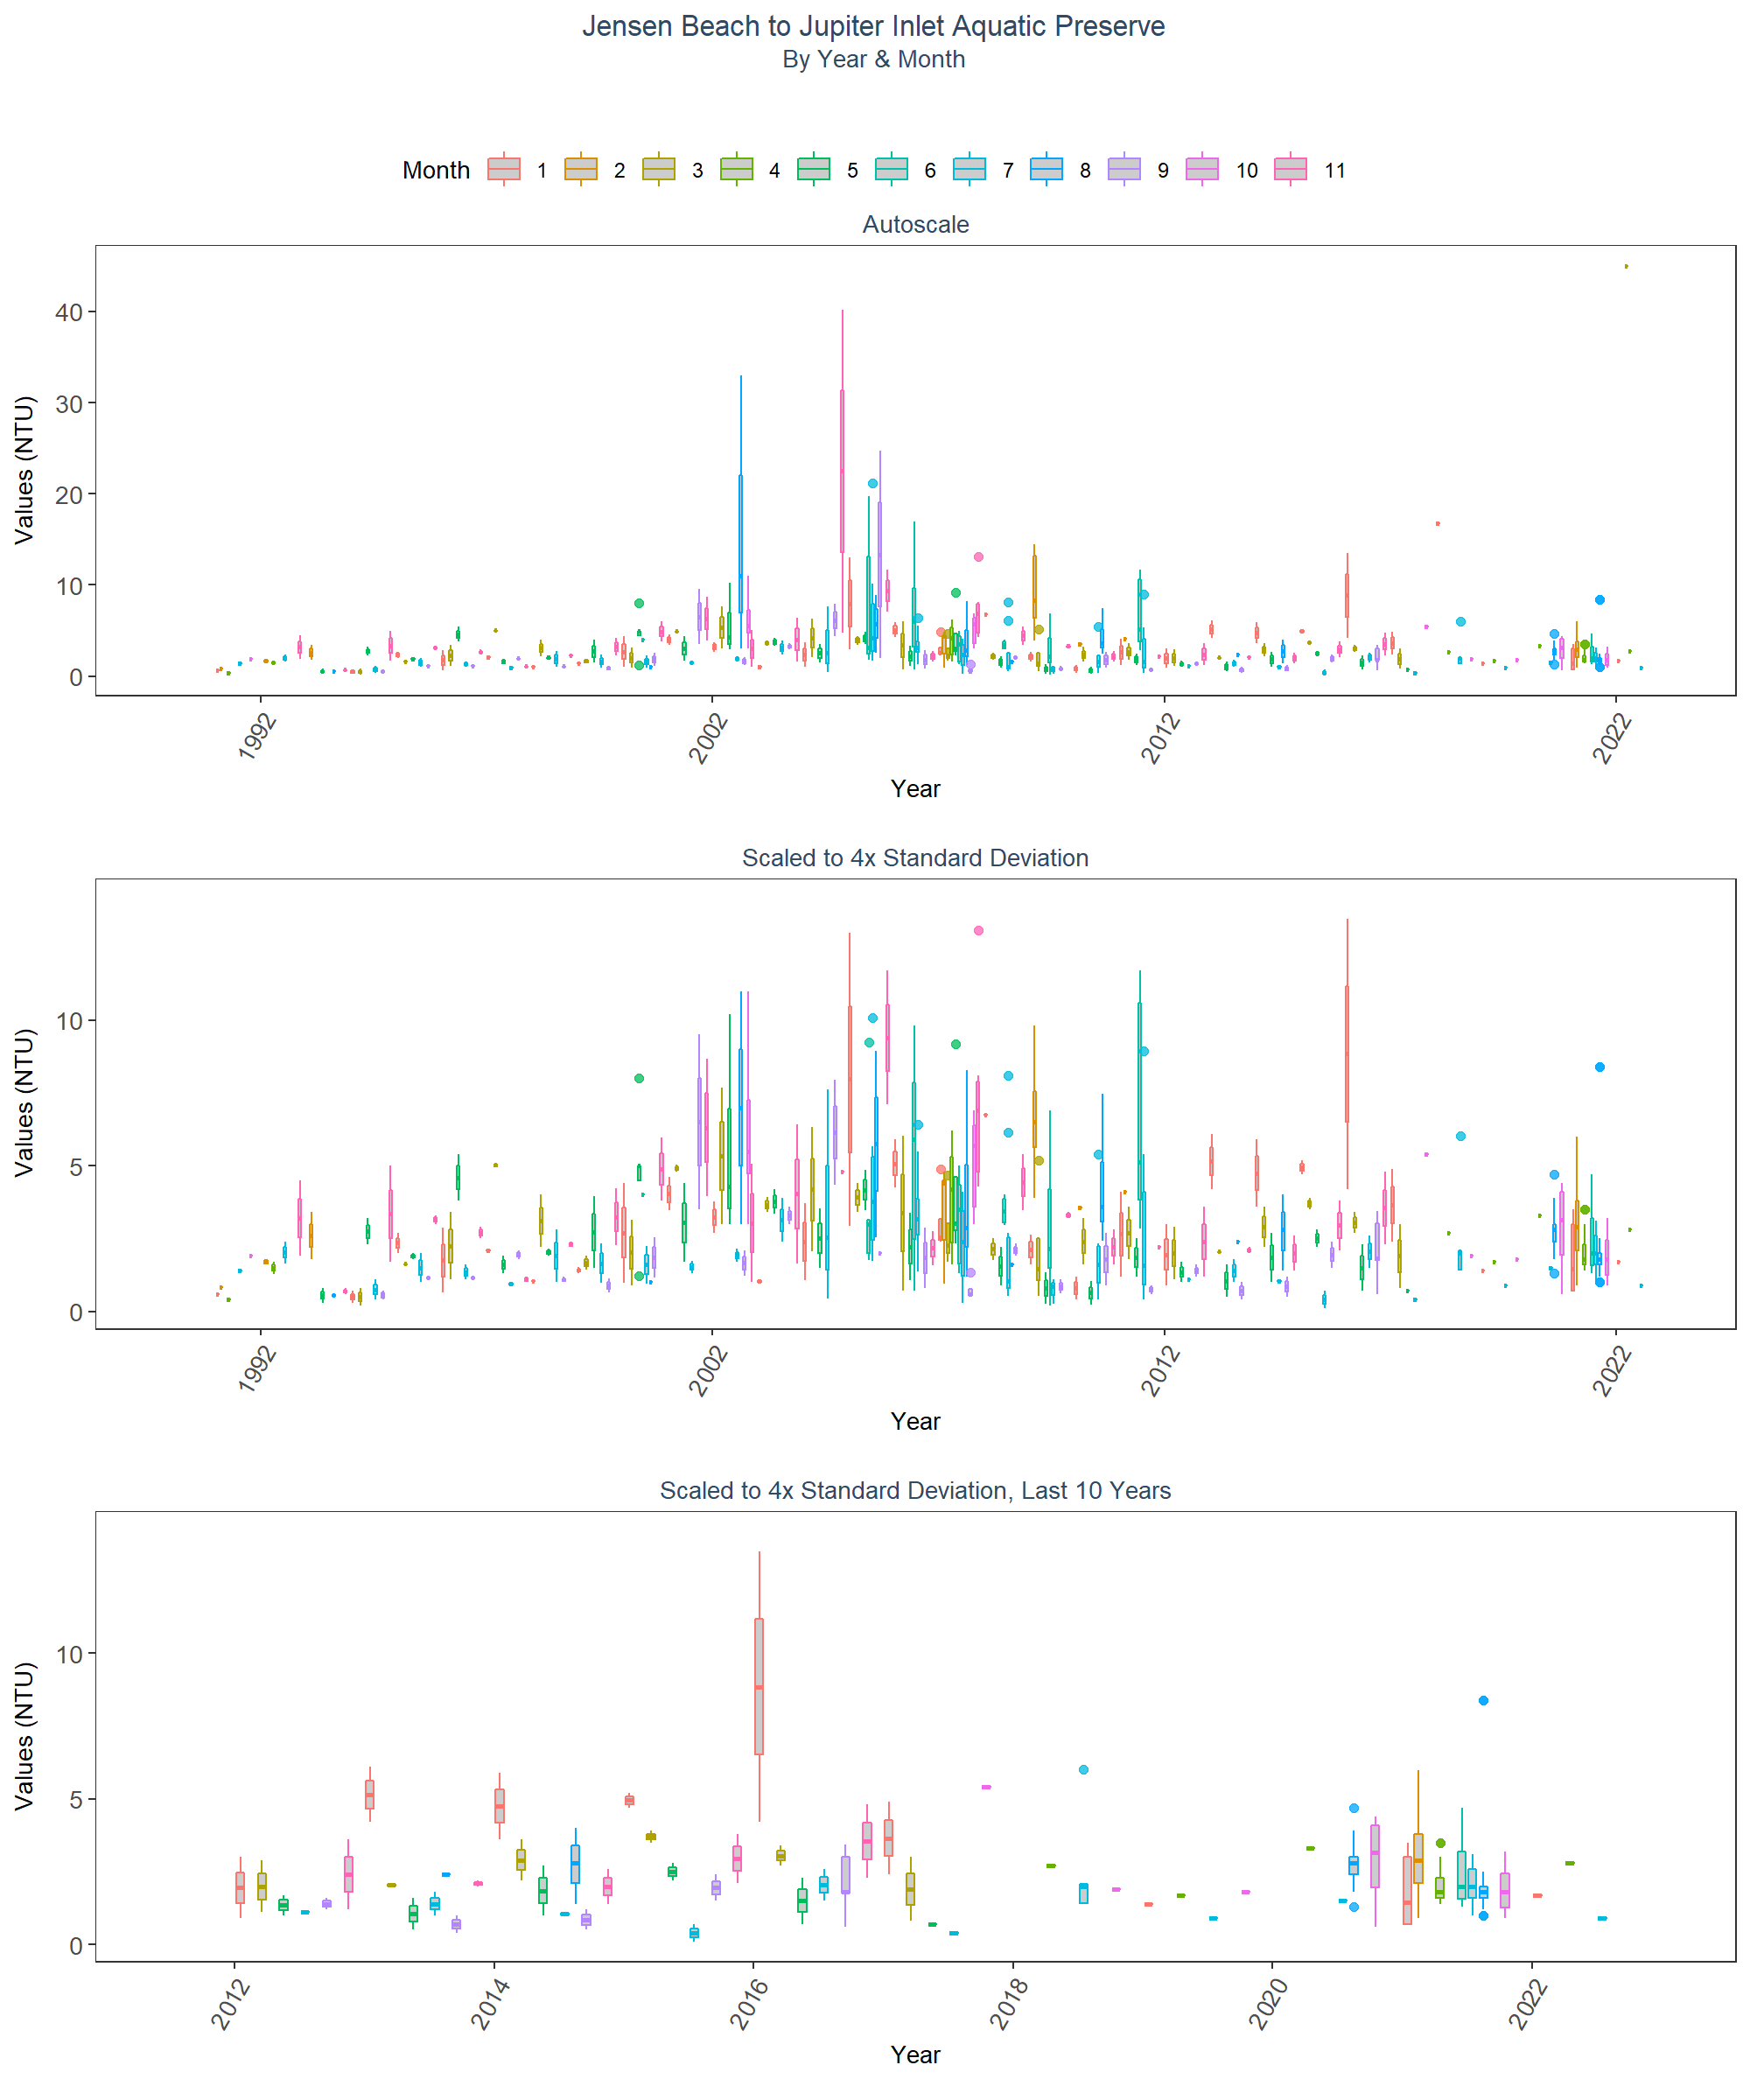 Jensen Beach to Jupiter Inlet Aquatic Preserve
By Year & Month
Month 1 2 3 4 5 6 7 8 9 10 11
Autoscale
Values (NTU)
40
30
20
10
0
1992 2002 2012 2022
Year
Scaled to 4x Standard Deviation
Values (NTU)
10
5
0
1992 2002 2012 2022
Year
Scaled to 4x Standard Deviation, Last 10 Years
Values (NTU)
10
5
0
2012 2014 2016 2018 2020 2022
Year